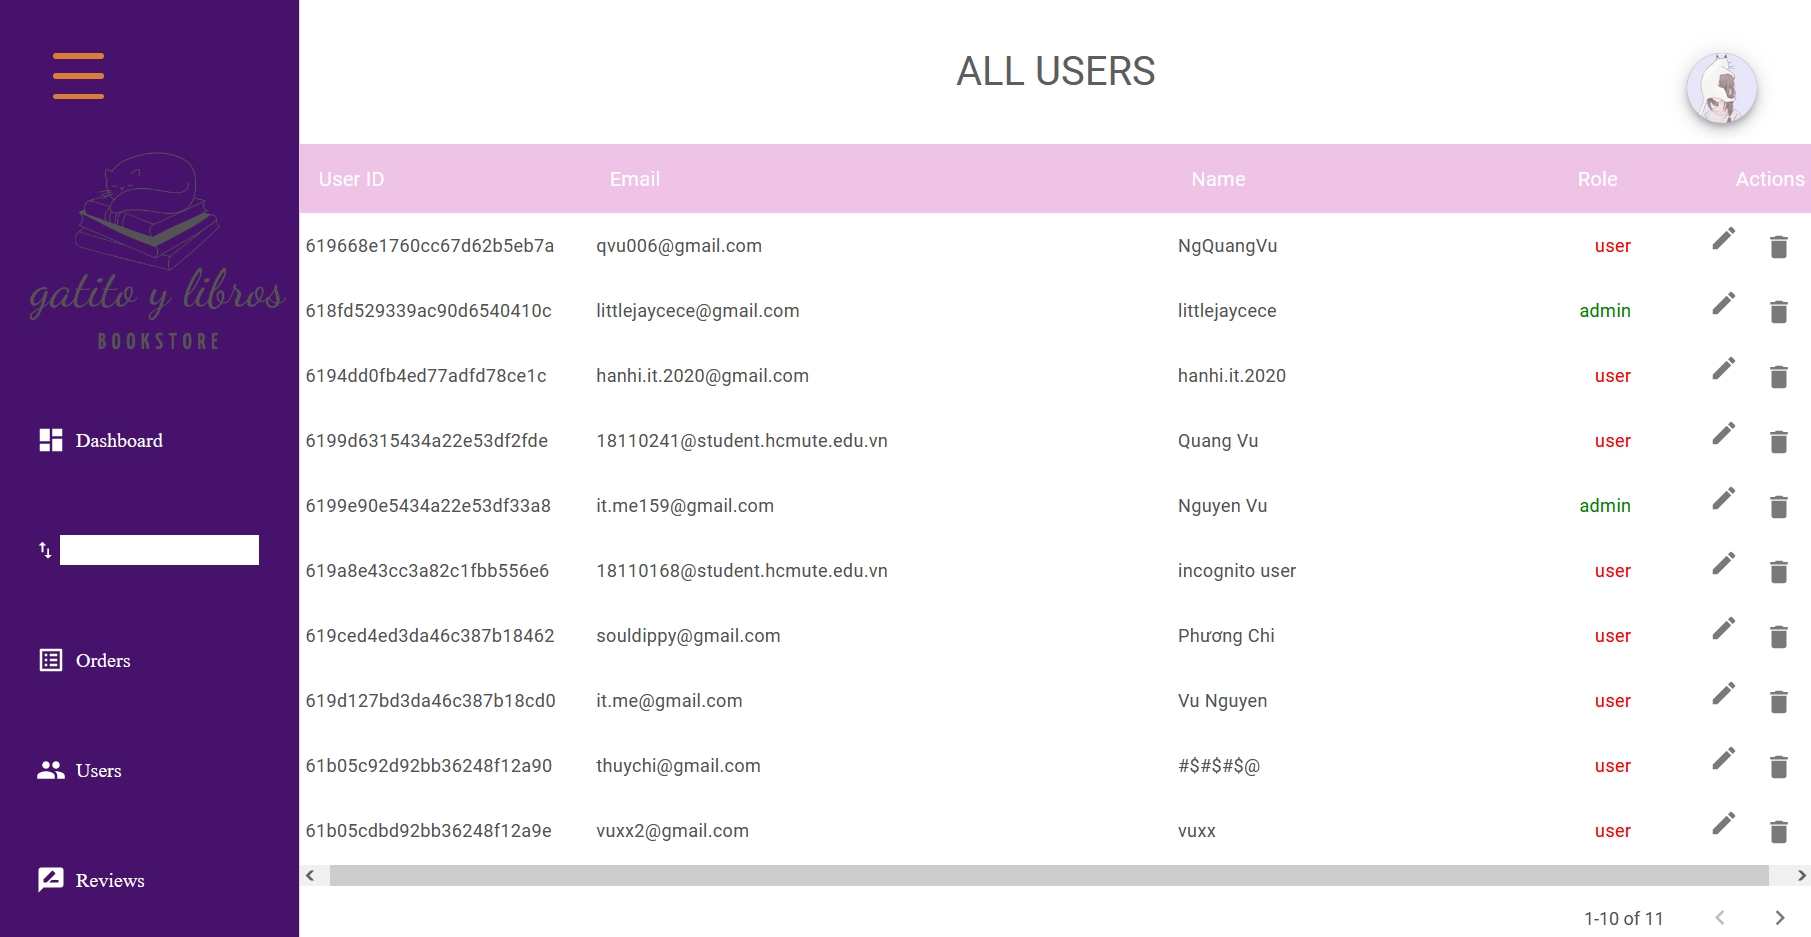 ALL USERS
gatito y libros
BOOKSTORE
Dashboard
Orders
Users
Reviews
User ID Email Name Role Actions
619668e1760cc67d62b5eb7a qvu006@gmail.com NgQuangVu user
618fd529339ac90d6540410c littlejaycece@gmail.com littlejaycece admin
6194dd0fb4ed77adfd78ce1c hanhi.it.2020@gmail.com hanhi.it.2020 user
6199d6315434a22e53df2fde 18110241@student.hcmute.edu.vn Quang Vu user
6199e90e5434a22e53df33a8 it.me159@gmail.com Nguyen Vu admin
619a8e43cc3a82c1fbb556e6 18110168@student.hcmute.edu.vn incognito user user
619ced4ed3da46c387b18462 souldippy@gmail.com Phương Chi user
619d127bd3da46c387b18cd0 it.me@gmail.com Vu Nguyen user
61b05c92d92bb36248f12a90 thuychi@gmail.com #$#$#$@ user
61b05cdbd92bb36248f12a9e vuxx2@gmail.com vuxx user
1-10 of 11